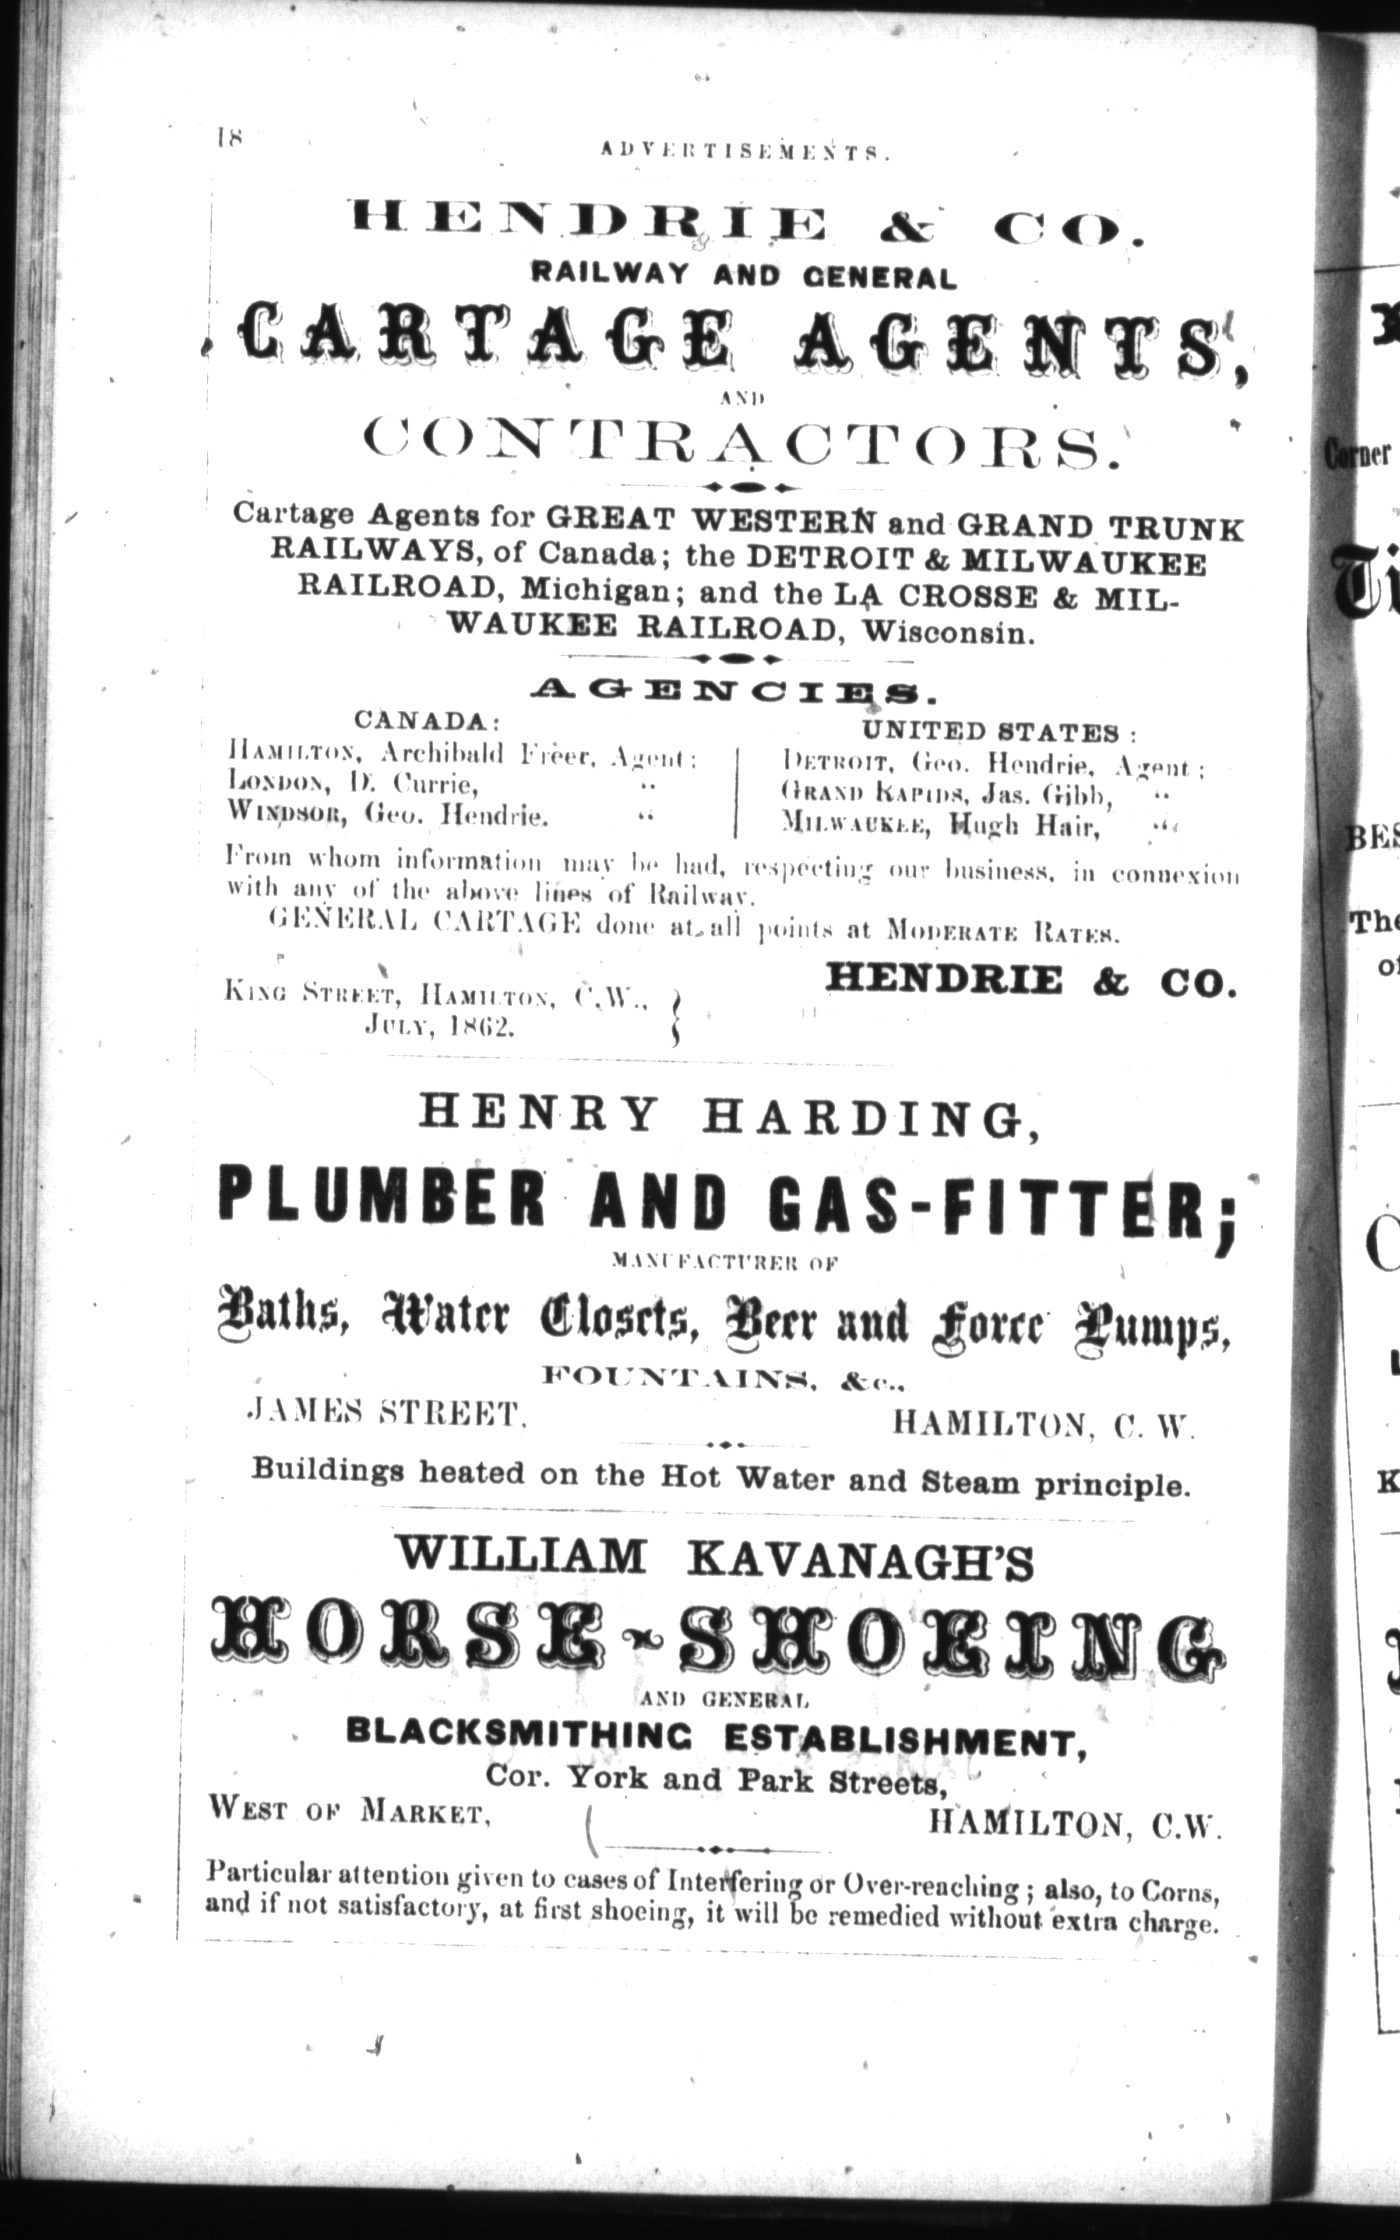 18
ADVERTISEMENTS.
HENDRIE & CO.
RAILWAY AND GENERAL
CARTAGE AGENTS,
AND
CONTRACTORS.
Cartage Agents for GREAT WESTERN and GRAND TRUNK
RAILWAYS, of Canada; the DETROIT & MILWAUKEE
RAILROAD, Michigan; and the LA CROSSE & MIL-
WAUKEE RAILROAD, Wisconsin.
AGENCIES.
CANADA:
HAMILTON, Archibald Freer, Agent;
LONDON, D. Currie, "
WINDSOR, Geo. Hendrie. "
UNITED STATES:
DETROIT, Geo. Hendrie, Agent;
GRAND RAPIDS, Jas. Gibb, "
MILWAUKEE, Hugh Hair, "
From whom information may be had, respecting our business, in connexion
with any of the above lines of Railway.
GENERAL CARTAGE done at all points at MODERATE RATES.
HENDRIE & CO.
KING STREET, HAMILTON, C.W.,
JULY, 1862.
HENRY HARDING,
PLUMBER AND GAS-FITTER;
MANUFACTURER OF
Baths, Water Closets, Beer and Force Pumps,
FOUNTAINS, &c.,
JAMES STREET, HAMILTON, C. W.
Buildings heated on the Hot Water and Steam principle.
WILLIAM KAVANAGH'S
HORSE-SHOEING
AND GENERAL
BLACKSMITHING ESTABLISHMENT,
Cor. York and Park Streets,
WEST OF MARKET, HAMILTON, C.W.
Particular attention given to cases of Interfering or Over-reaching; also, to Corns,
and if not satisfactory, at first shoeing, it will be remedied without extra charge.
Corner
The